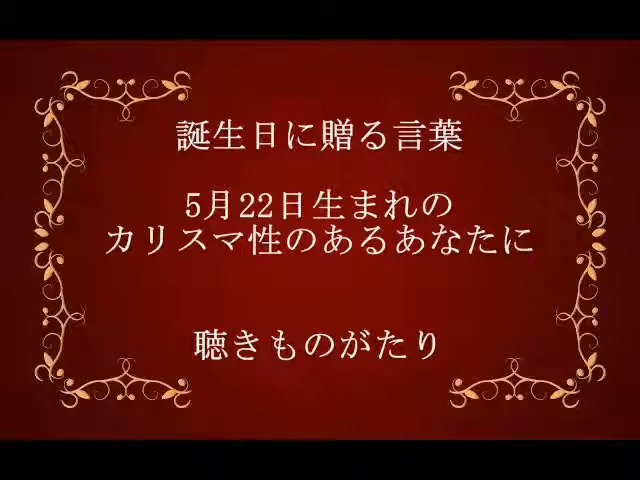 誕生日に贈る言葉
5月22日生まれの
カリスマ性のあるあなたに
聴きものがたり